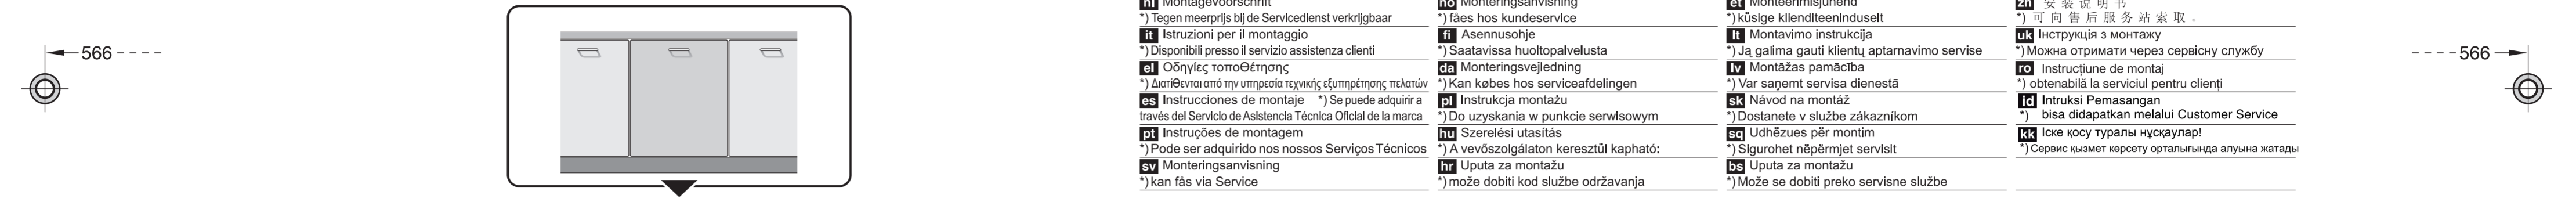 566
nl Montagevoorschrift
*) Tegen meerprijs bij de Servicedienst verkrijgbaar
it Istruzioni per il montaggio
*) Disponibili presso il servizio assistenza clienti
el Οδηγίες τοποθέτησης
*) Διατίθενται από την υπηρεσία τεχνικής εξυπηρέτησης πελατών
es Instrucciones de montaje *) Se puede adquirir a
través del Servicio de Asistencia Técnica Oficial de la marca
pt Instruções de montagem
*) Pode ser adquirido nos nossos Serviços Técnicos
sv Monteringsanvisning
*) kan fås via Service
no Monteringsanvisning
*) fåes hos kundeservice
fi Asennusohje
*) Saatavissa huoltopalvelusta
da Monteringsvejledning
*) Kan købes hos serviceafdelingen
pl Instrukcja montażu
*) Do uzyskania w punkcie serwisowym
hu Szerelési utasítás
*) A vevőszolgálaton keresztül kapható:
hr Uputa za montažu
*) može dobiti kod službe održavanja
et Monteerimisjuhend
*) küsige klienditeeninduselt
lt Montavimo instrukcija
*) Ją galima gauti klientų aptarnavimo servise
lv Montāžas pamācība
*) Var saņemt servisa dienestā
sk Návod na montáž
*) Dostanete v službe zákazníkom
sq Udhëzues për montim
*) Sigurohet nëpërmjet servisit
bs Uputa za montažu
*) Može se dobiti preko servisne službe
zh 安装说明书
*) 可向售后服务站索取。
uk Інструкція з монтажу
*) Можна отримати через сервісну службу
ro Instrucțiune de montaj
*) obtenabilă la serviciul pentru clienți
id Intruksi Pemasangan
*) bisa didapatkan melalui Customer Service
kk Іске қосу туралы нұсқаулар!
*) Сервис қызмет көрсету орталығында алуына жатады
566